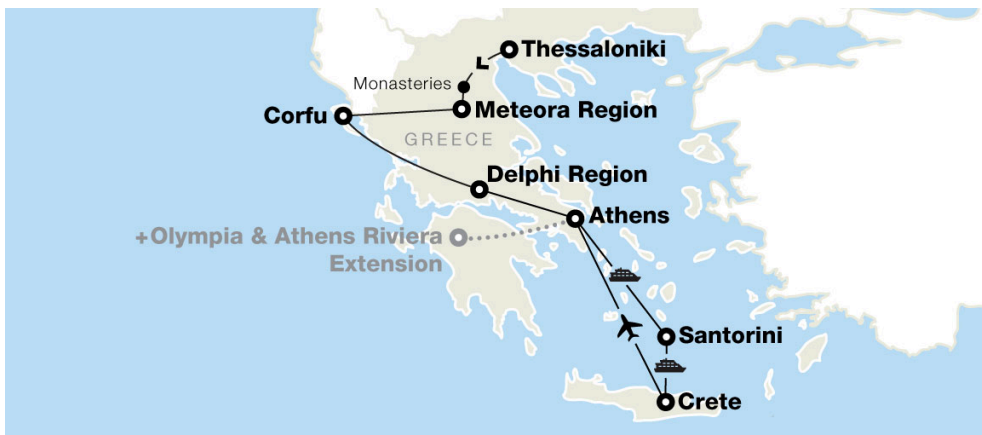 Thessaloniki
Monasteries
Meteora Region
Corfu
GREECE
Delphi Region
Athens
+Olympia & Athens Riviera
Extension
Santorini
Crete